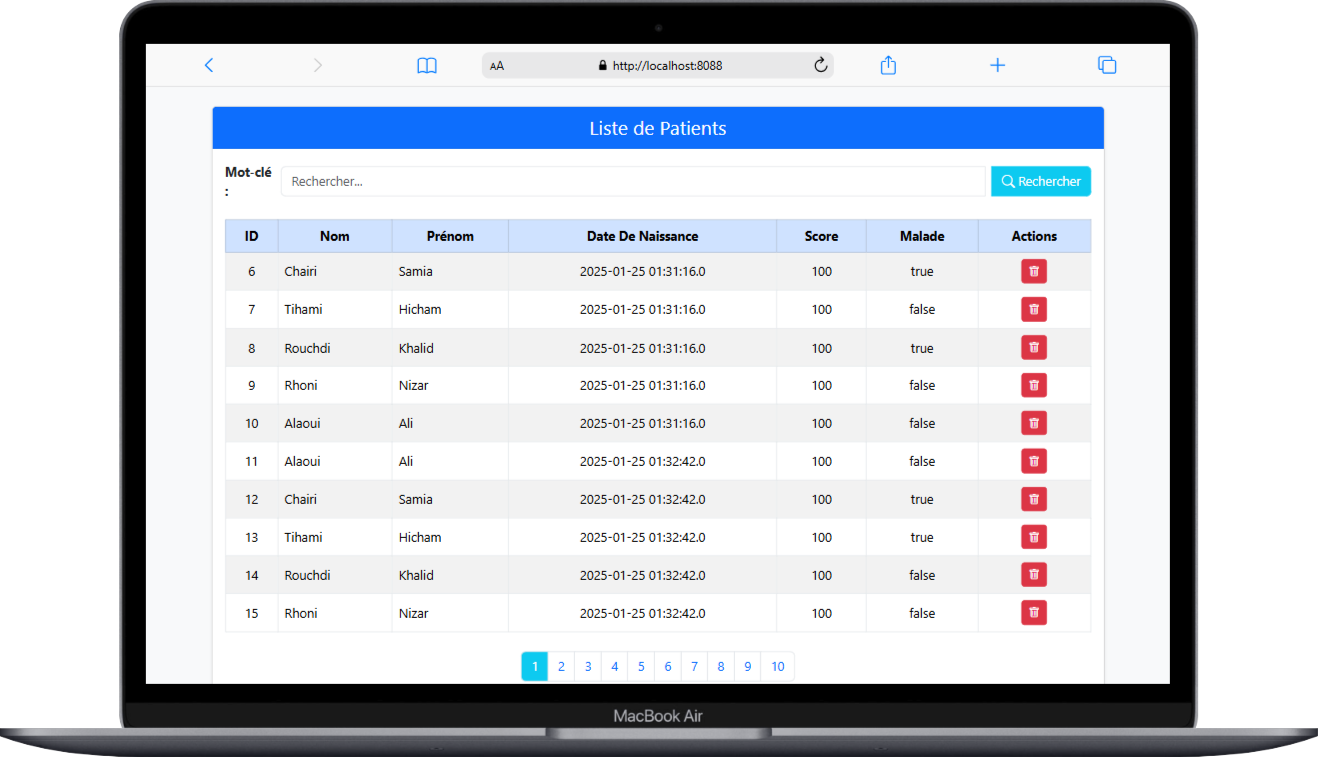 AA http://localhost:8088
Liste de Patients
Mot-clé
:
Rechercher... Rechercher
ID Nom Prénom Date De Naissance Score Malade Actions
6 Chairi Samia 2025-01-25 01:31:16.0 100 true
7 Tihami Hicham 2025-01-25 01:31:16.0 100 false
8 Rouchdi Khalid 2025-01-25 01:31:16.0 100 true
9 Rhoni Nizar 2025-01-25 01:31:16.0 100 false
10 Alaoui Ali 2025-01-25 01:31:16.0 100 false
11 Alaoui Ali 2025-01-25 01:32:42.0 100 false
12 Chairi Samia 2025-01-25 01:32:42.0 100 true
13 Tihami Hicham 2025-01-25 01:32:42.0 100 true
14 Rouchdi Khalid 2025-01-25 01:32:42.0 100 false
15 Rhoni Nizar 2025-01-25 01:32:42.0 100 false
1 2 3 4 5 6 7 8 9 10
MacBook Air